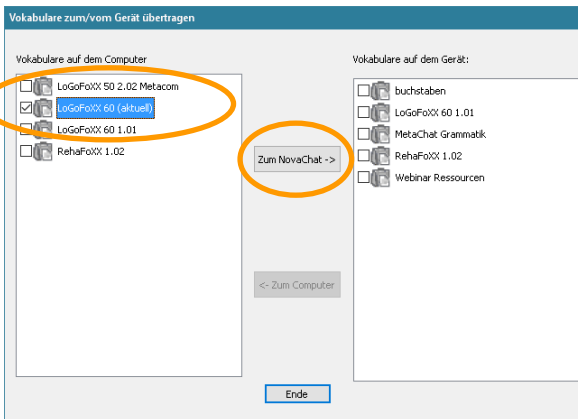 Vokabulare zum/vom Gerät übertragen
Vokabulare auf dem Computer
LoGoFoXX 50 2.02 Metacom
LoGoFoXX 60 (aktuell)
LoGoFoXX 60 1.01
RehaFoXX 1.02
Zum NovaChat ->
<- Zum Computer
Vokabulare auf dem Gerät:
buchstaben
LoGoFoXX 60 1.01
MetaChat Grammatik
RehaFoXX 1.02
Webinar Ressourcen
Ende